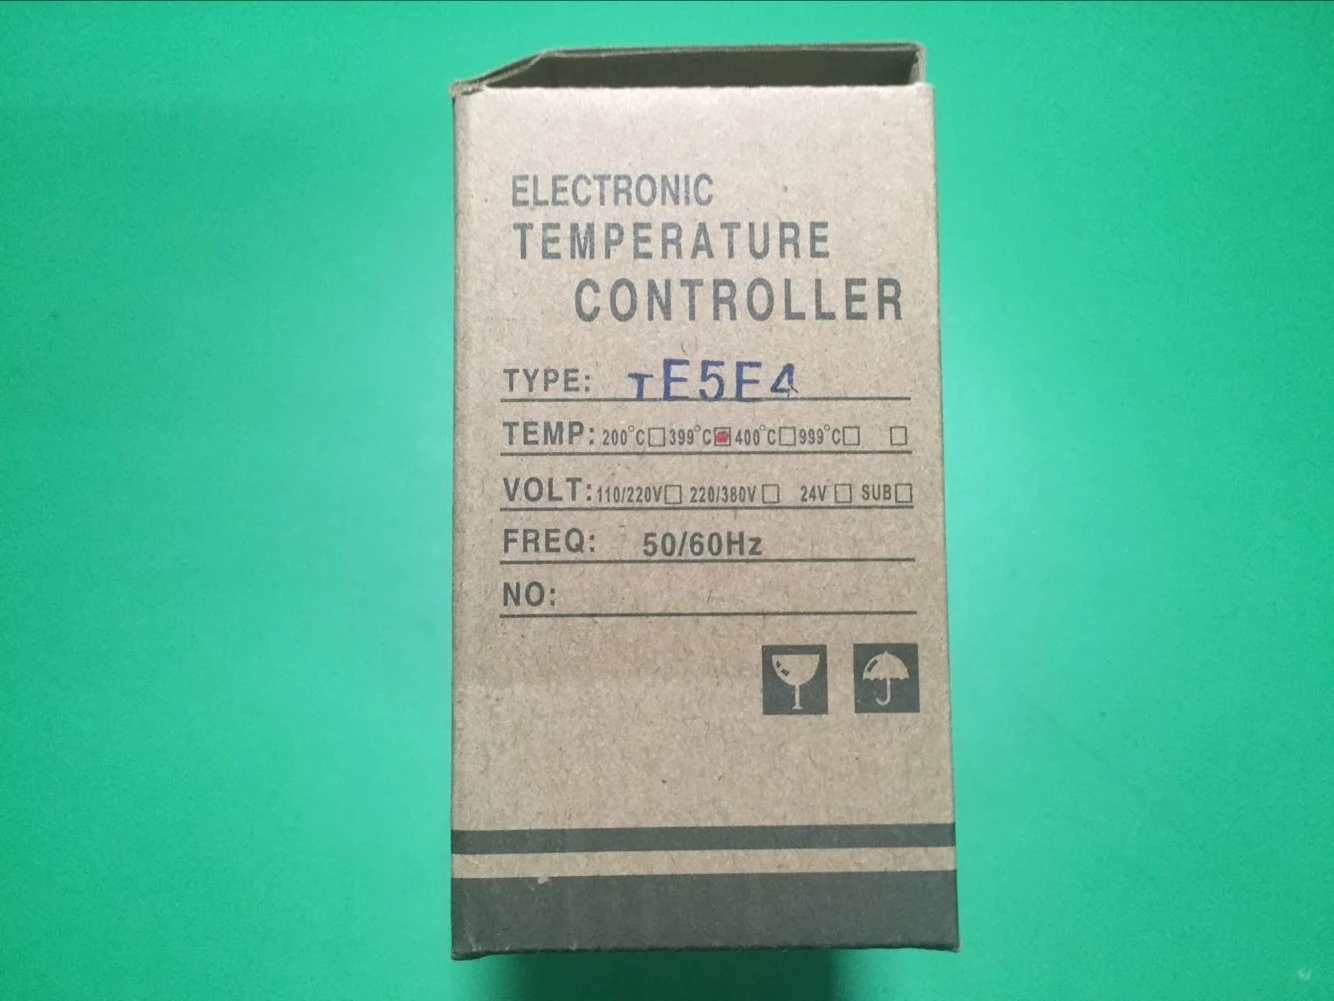 ELECTRONIC
TEMPERATURE
CONTROLLER
TYPE: TE5E4
TEMP: 200°C☐ 399°C☒ 400°C☐ 999°C☐ ☐
VOLT: 110/220V☐ 220/380V☐ 24V☐ SUB☐
FREQ: 50/60Hz
NO: